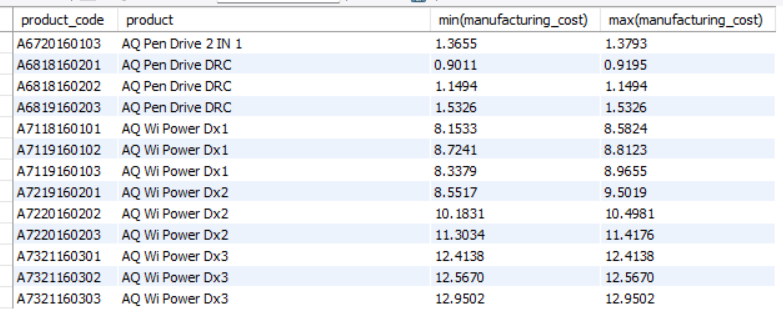 product_code product min(manufacturing_cost) max(manufacturing_cost)
A6720160103 AQ Pen Drive 2 IN 1 1.3655 1.3793
A6818160201 AQ Pen Drive DRC 0.9011 0.9195
A6818160202 AQ Pen Drive DRC 1.1494 1.1494
A6819160203 AQ Pen Drive DRC 1.5326 1.5326
A7118160101 AQ Wi Power Dx1 8.1533 8.5824
A7119160102 AQ Wi Power Dx1 8.7241 8.8123
A7119160103 AQ Wi Power Dx1 8.3379 8.9655
A7219160201 AQ Wi Power Dx2 8.5517 9.5019
A7220160202 AQ Wi Power Dx2 10.1831 10.4981
A7220160203 AQ Wi Power Dx2 11.3034 11.4176
A7321160301 AQ Wi Power Dx3 12.4138 12.4138
A7321160302 AQ Wi Power Dx3 12.5670 12.5670
A7321160303 AQ Wi Power Dx3 12.9502 12.9502